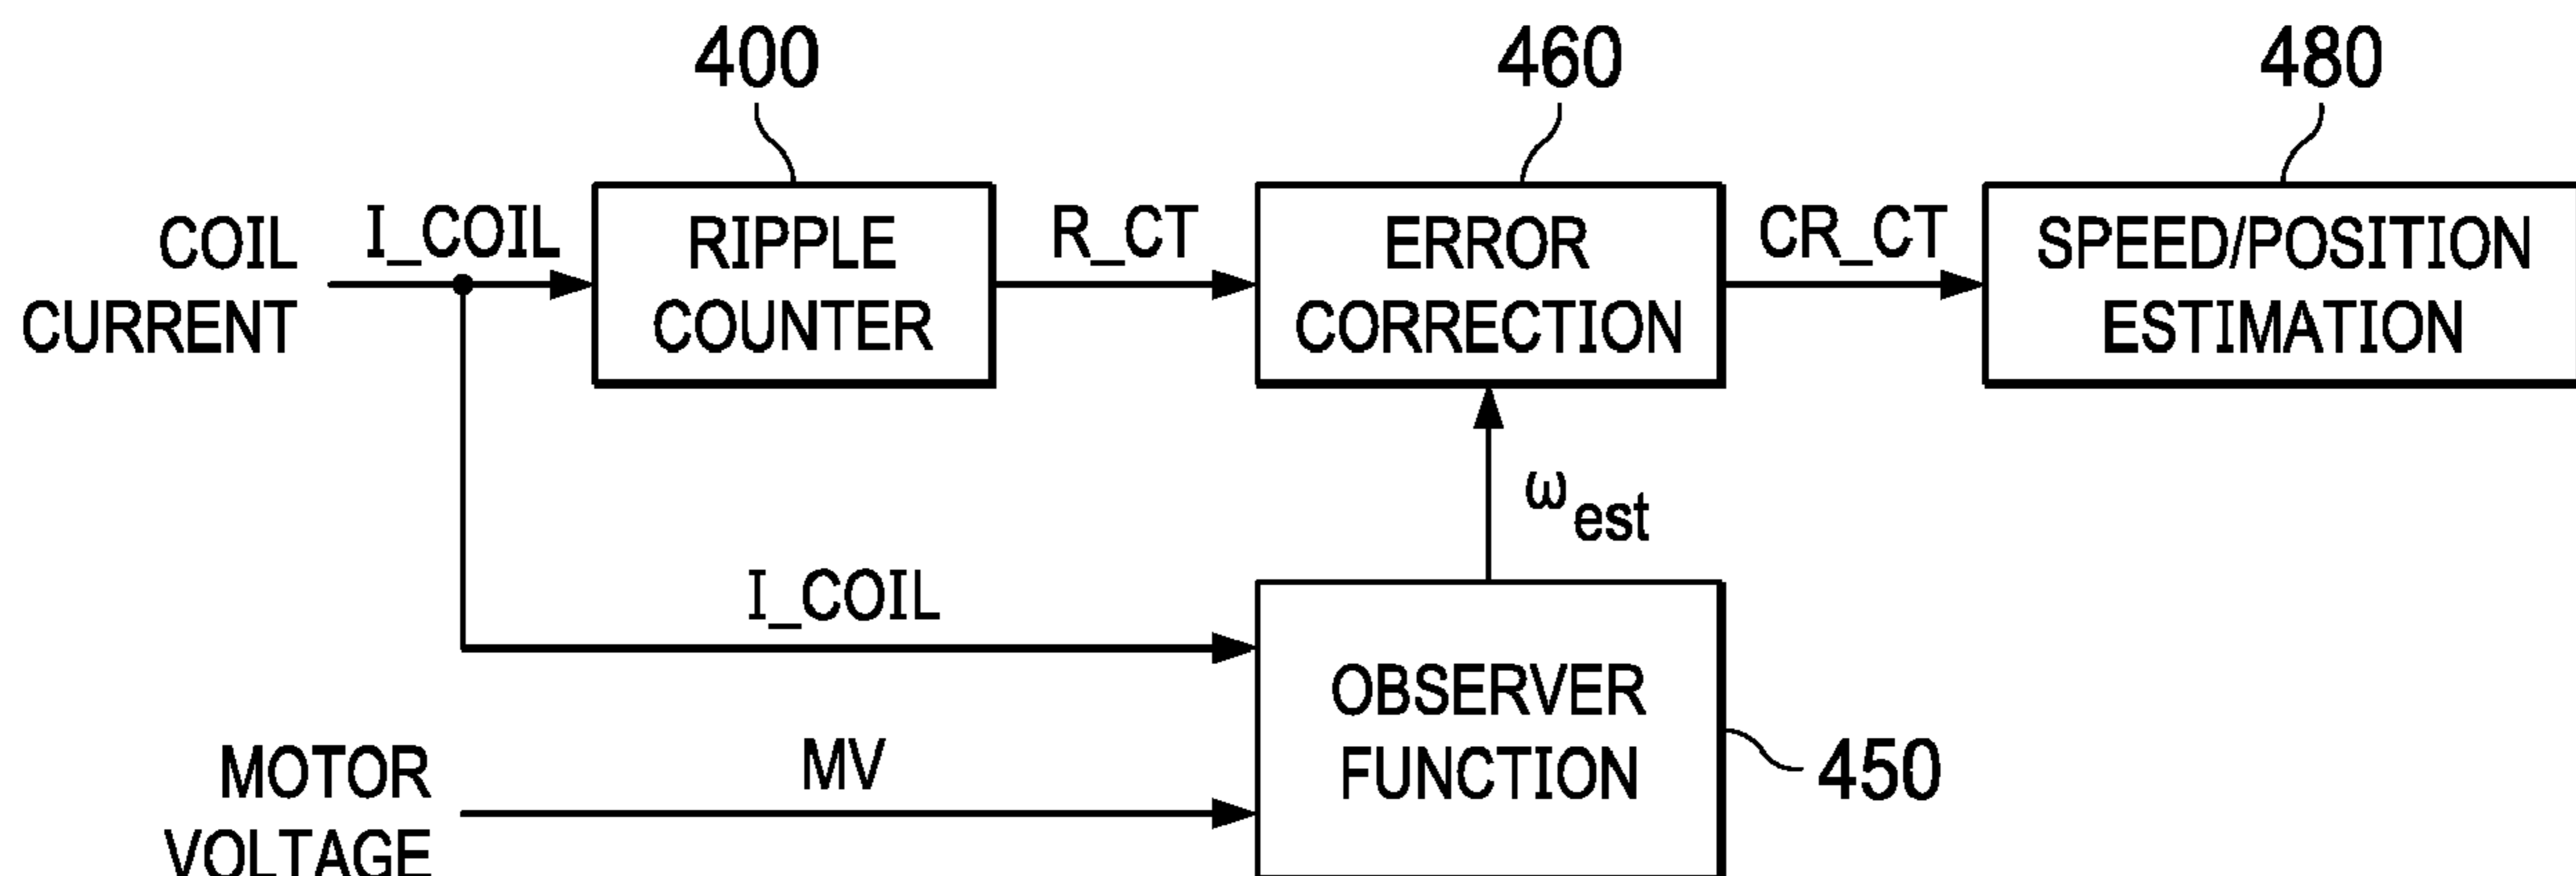 400
460
480
COIL
CURRENT
I_COIL
RIPPLE
COUNTER
R_CT
ERROR
CORRECTION
CR_CT
SPEED/POSITION
ESTIMATION
ωest
I_COIL
OBSERVER
FUNCTION
450
MOTOR
VOLTAGE
MV